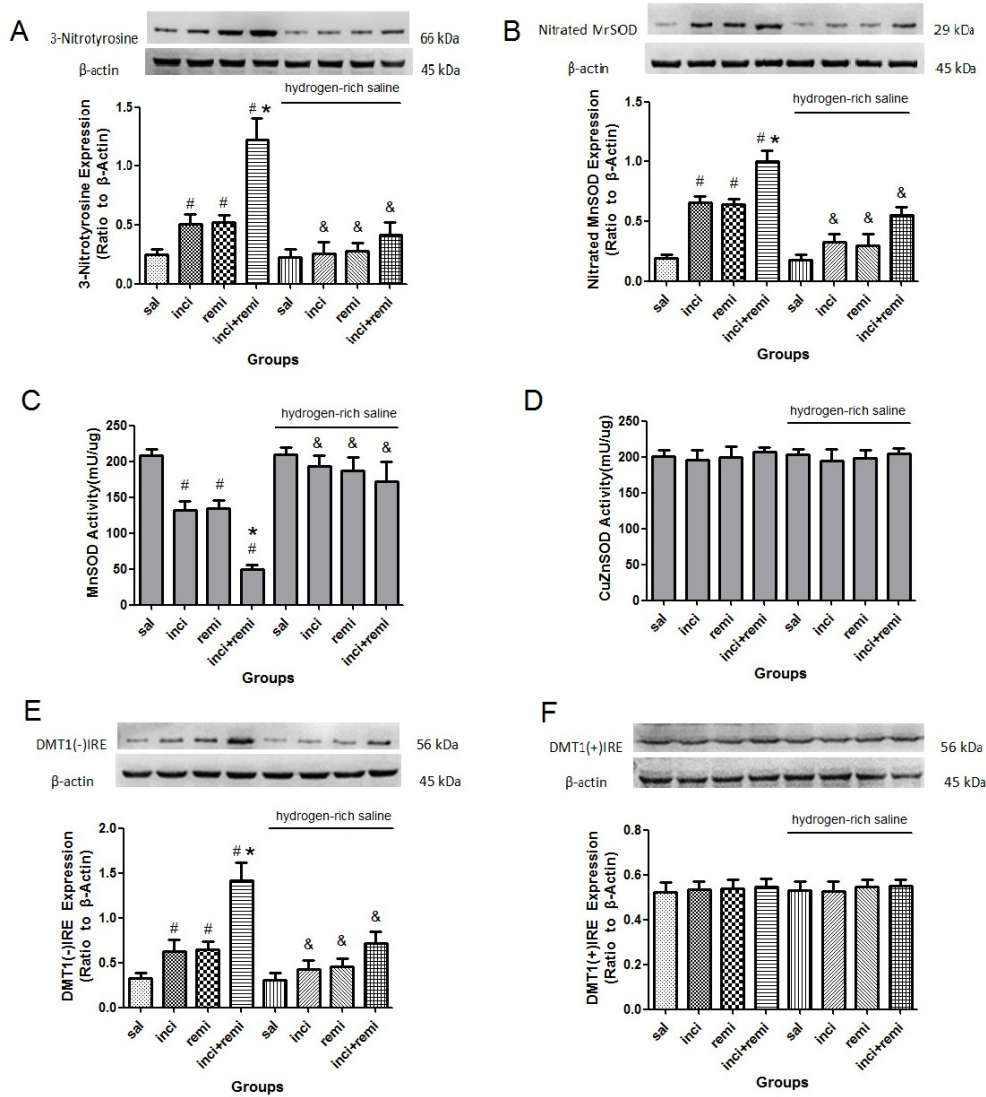 A
3-Nitrotyrosine
66 kDa
β-actin
45 kDa
hydrogen-rich saline
3-Nitrotyrosine Expression
(Ratio to β-Actin)
1.5
1.0
0.5
0.0
#
#
# *
&
&
&
sal
inci
remi
inci+remi
sal
inci
remi
inci+remi
Groups
B
Nitrated MrSOD
29 kDa
β-actin
45 kDa
hydrogen-rich saline
Nitrated MnSOD Expression
(Ratio to β-Actin)
1.5
1.0
0.5
0.0
#
#
# *
&
&
&
sal
inci
remi
inci+remi
sal
inci
remi
inci+remi
Groups
C
hydrogen-rich saline
MnSOD Activity(mU/ug)
250
200
150
100
50
0
#
#
*
#
&
&
&
sal
inci
remi
inci+remi
sal
inci
remi
inci+remi
Groups
D
hydrogen-rich saline
CuZnSOD Activity(mU/ug)
250
200
150
100
50
0
sal
inci
remi
inci+remi
sal
inci
remi
inci+remi
Groups
E
DMT1(-)IRE
56 kDa
β-actin
45 kDa
hydrogen-rich saline
DMT1(-)IRE Expression
(Ratio to β-Actin)
2.0
1.5
1.0
0.5
0.0
#
#
# *
&
&
&
sal
inci
remi
inci+remi
sal
inci
remi
inci+remi
Groups
F
DMT1(+)IRE
56 kDa
β-actin
45 kDa
hydrogen-rich saline
DMT1(+)IRE Expression
(Ratio to β-Actin)
0.8
0.6
0.4
0.2
0.0
sal
inci
remi
inci+remi
sal
inci
remi
inci+remi
Groups